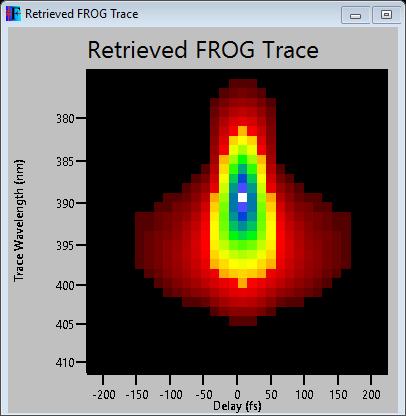 Retrieved FROG Trace
Retrieved FROG Trace
Trace Wavelength (nm)
380
385
390
395
400
405
410
-200 -150 -100 -50 0 50 100 150 200
Delay (fs)